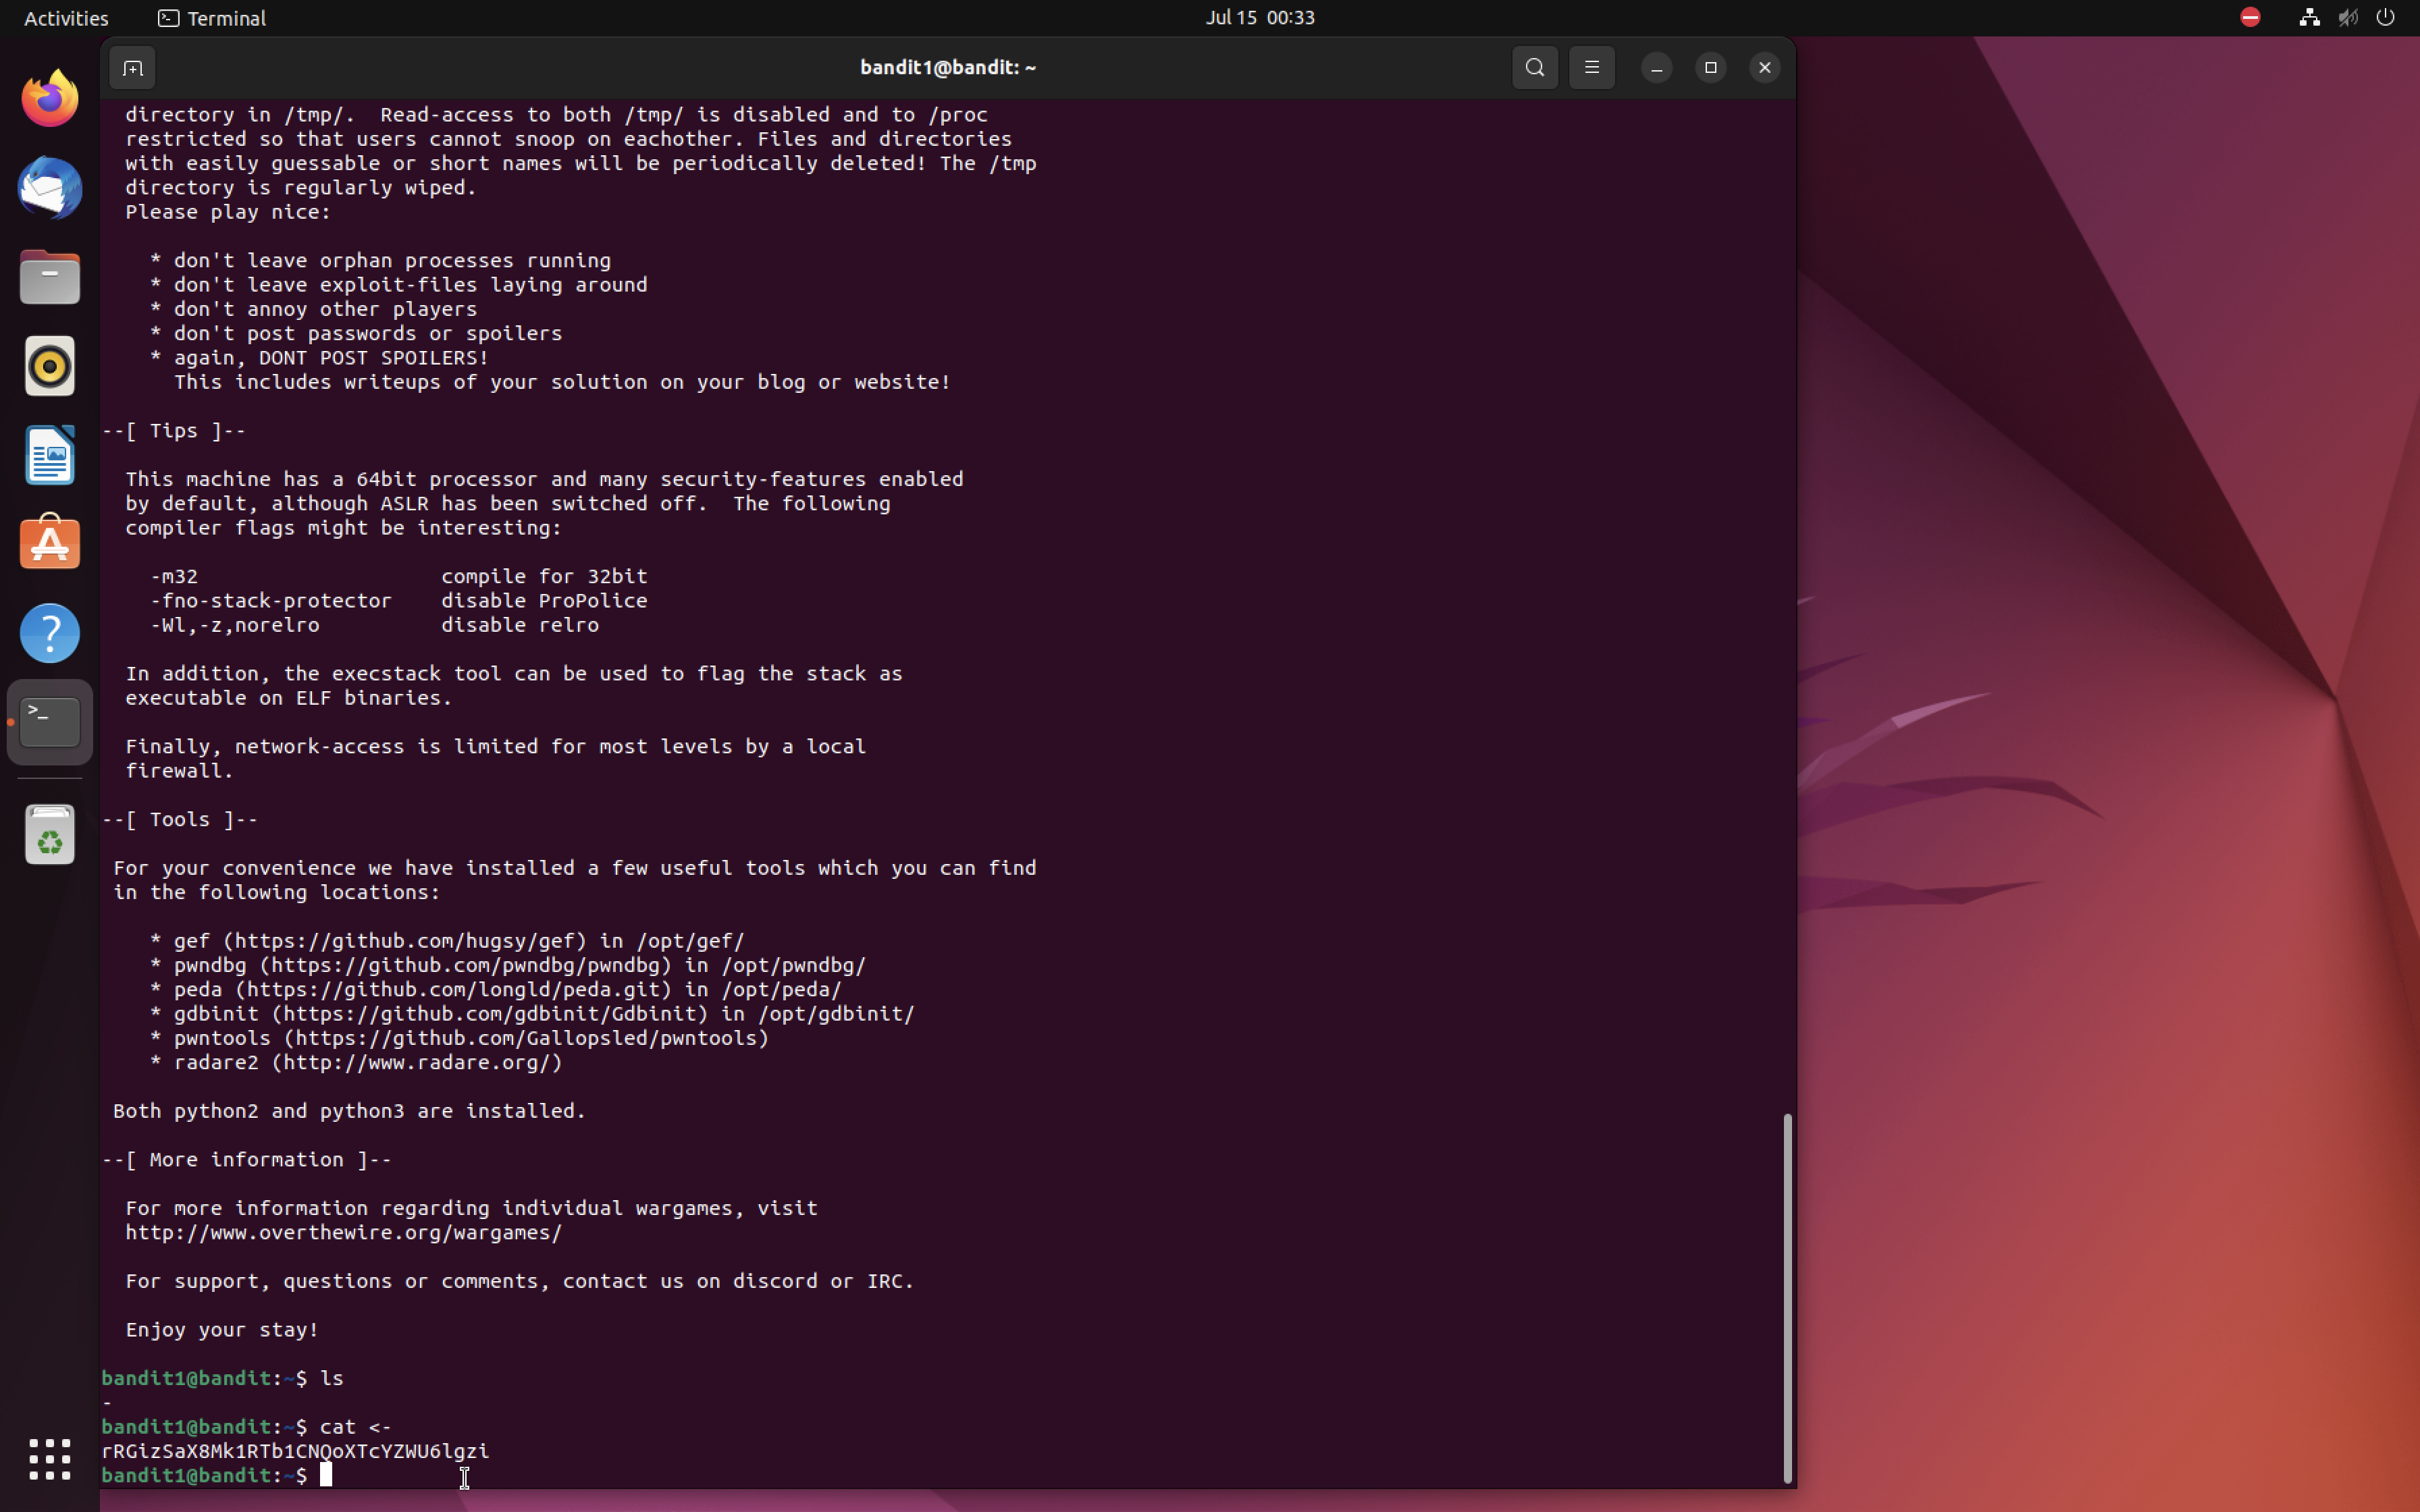 Activities
Terminal
Jul 15 00:33
bandit1@bandit: ~
directory in /tmp/.  Read-access to both /tmp/ is disabled and to /proc
restricted so that users cannot snoop on eachother. Files and directories
with easily guessable or short names will be periodically deleted! The /tmp
directory is regularly wiped.
Please play nice:
* don't leave orphan processes running
* don't leave exploit-files laying around
* don't annoy other players
* don't post passwords or spoilers
* again, DONT POST SPOILERS!
This includes writeups of your solution on your blog or website!
--[ Tips ]--
This machine has a 64bit processor and many security-features enabled
by default, although ASLR has been switched off.  The following
compiler flags might be interesting:
-m32                    compile for 32bit
-fno-stack-protector    disable ProPolice
-Wl,-z,norelro          disable relro
In addition, the execstack tool can be used to flag the stack as
executable on ELF binaries.
Finally, network-access is limited for most levels by a local
firewall.
--[ Tools ]--
For your convenience we have installed a few useful tools which you can find
in the following locations:
* gef (https://github.com/hugsy/gef) in /opt/gef/
* pwndbg (https://github.com/pwndbg/pwndbg) in /opt/pwndbg/
* peda (https://github.com/longld/peda.git) in /opt/peda/
* gdbinit (https://github.com/gdbinit/Gdbinit) in /opt/gdbinit/
* pwntools (https://github.com/Gallopsled/pwntools)
* radare2 (http://www.radare.org/)
Both python2 and python3 are installed.
--[ More information ]--
For more information regarding individual wargames, visit
http://www.overthewire.org/wargames/
For support, questions or comments, contact us on discord or IRC.
Enjoy your stay!
bandit1@bandit:~$ ls
-
bandit1@bandit:~$ cat <-
rRGizSaX8Mk1RTb1CNQoXTcYZWU6lgzi
bandit1@bandit:~$